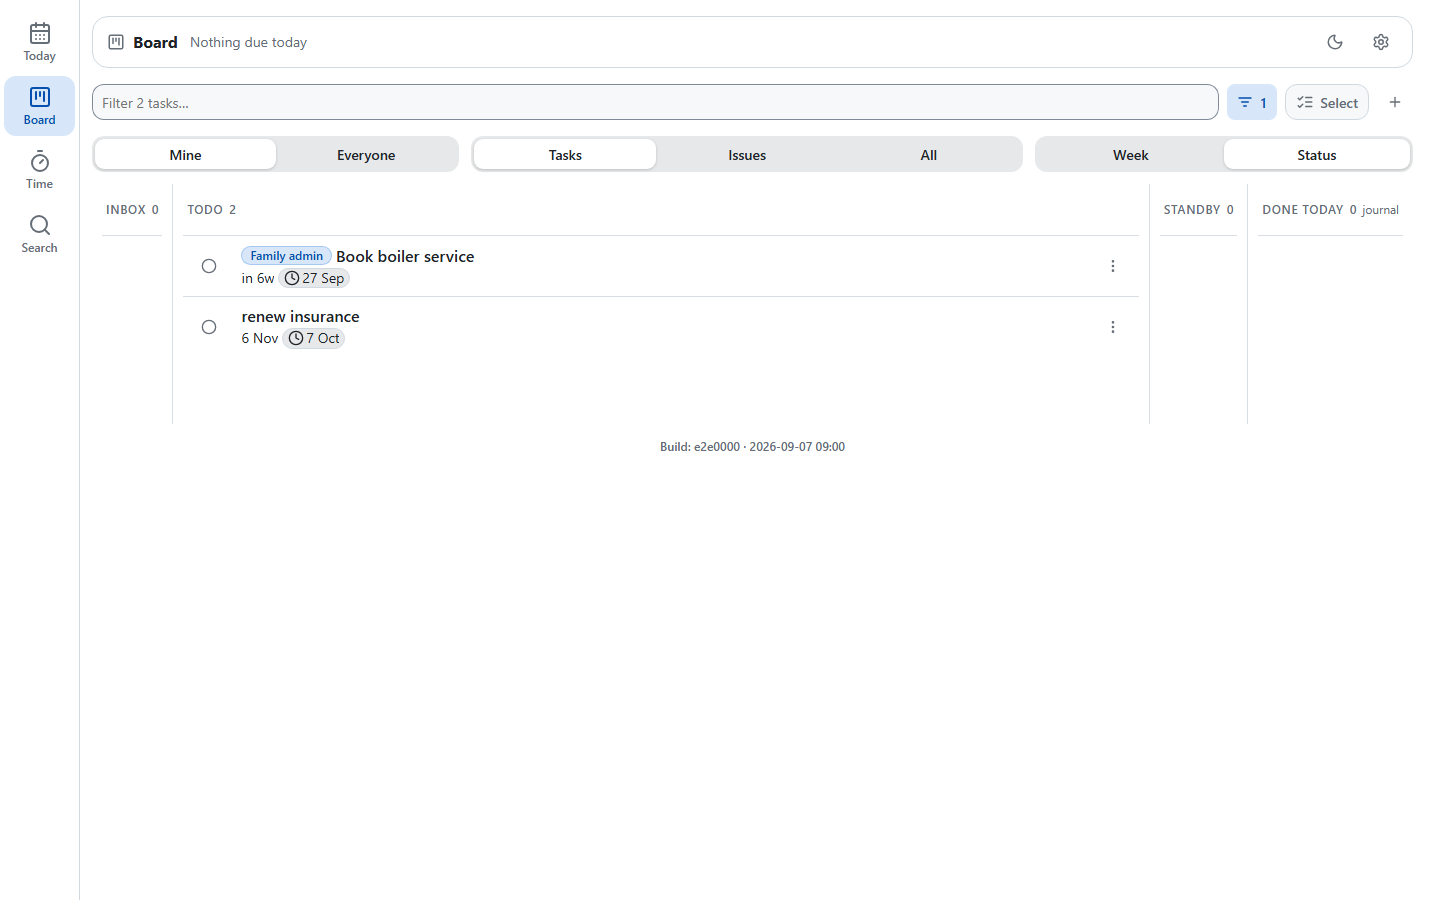 Today
Board
Time
Search
Board Nothing due today
Filter 2 tasks...
1
Select
Mine Everyone
Tasks Issues All
Week Status
INBOX 0
TODO 2
Family admin Book boiler service
in 6w 27 Sep
renew insurance
6 Nov 7 Oct
STANDBY 0
DONE TODAY 0 journal
Build: e2e0000 · 2026-09-07 09:00